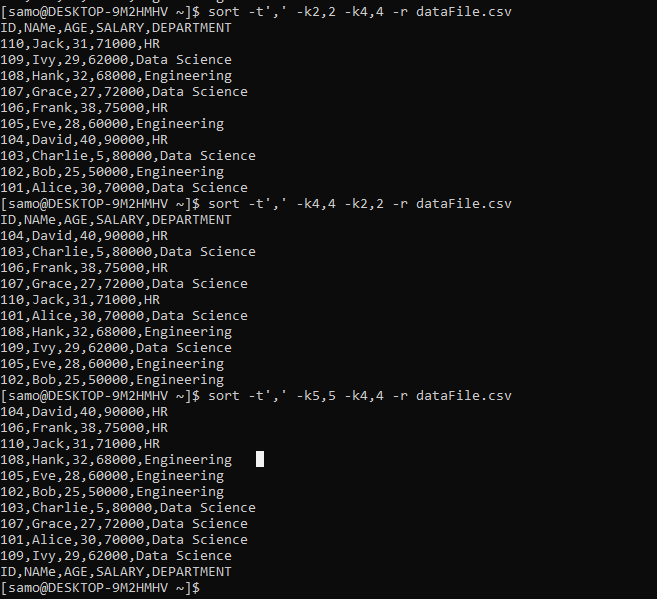 [samo@DESKTOP-9M2HMHV ~]$ sort -t',' -k2,2 -k4,4 -r dataFile.csv
ID,NAMe,AGE,SALARY,DEPARTMENT
110,Jack,31,71000,HR
109,Ivy,29,62000,Data Science
108,Hank,32,68000,Engineering
107,Grace,27,72000,Data Science
106,Frank,38,75000,HR
105,Eve,28,60000,Engineering
104,David,40,90000,HR
103,Charlie,5,80000,Data Science
102,Bob,25,50000,Engineering
101,Alice,30,70000,Data Science
[samo@DESKTOP-9M2HMHV ~]$ sort -t',' -k4,4 -k2,2 -r dataFile.csv
ID,NAMe,AGE,SALARY,DEPARTMENT
104,David,40,90000,HR
103,Charlie,5,80000,Data Science
106,Frank,38,75000,HR
107,Grace,27,72000,Data Science
110,Jack,31,71000,HR
101,Alice,30,70000,Data Science
108,Hank,32,68000,Engineering
109,Ivy,29,62000,Data Science
105,Eve,28,60000,Engineering
102,Bob,25,50000,Engineering
[samo@DESKTOP-9M2HMHV ~]$ sort -t',' -k5,5 -k4,4 -r dataFile.csv
104,David,40,90000,HR
106,Frank,38,75000,HR
110,Jack,31,71000,HR
108,Hank,32,68000,Engineering
105,Eve,28,60000,Engineering
102,Bob,25,50000,Engineering
103,Charlie,5,80000,Data Science
107,Grace,27,72000,Data Science
101,Alice,30,70000,Data Science
109,Ivy,29,62000,Data Science
ID,NAMe,AGE,SALARY,DEPARTMENT
[samo@DESKTOP-9M2HMHV ~]$